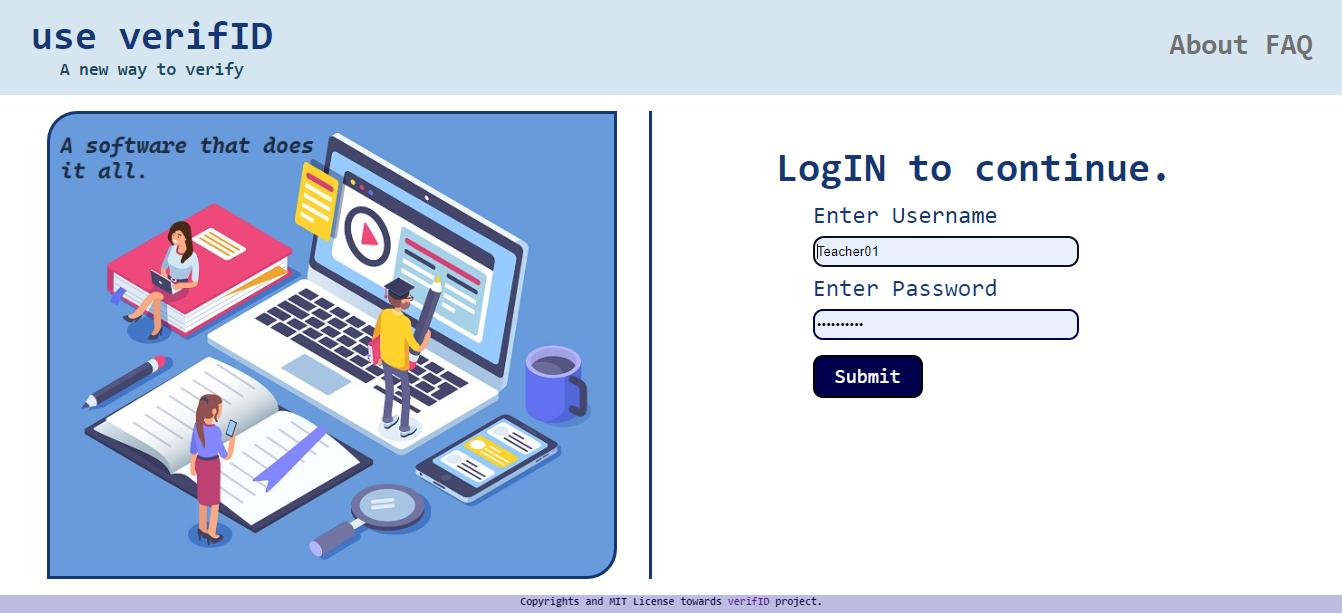 use verifID
A new way to verify
About FAQ
A software that does
it all.
LogIN to continue.
Enter Username
Teacher01
Enter Password
••••••••••
Submit
Copyrights and MIT License towards verifID project.